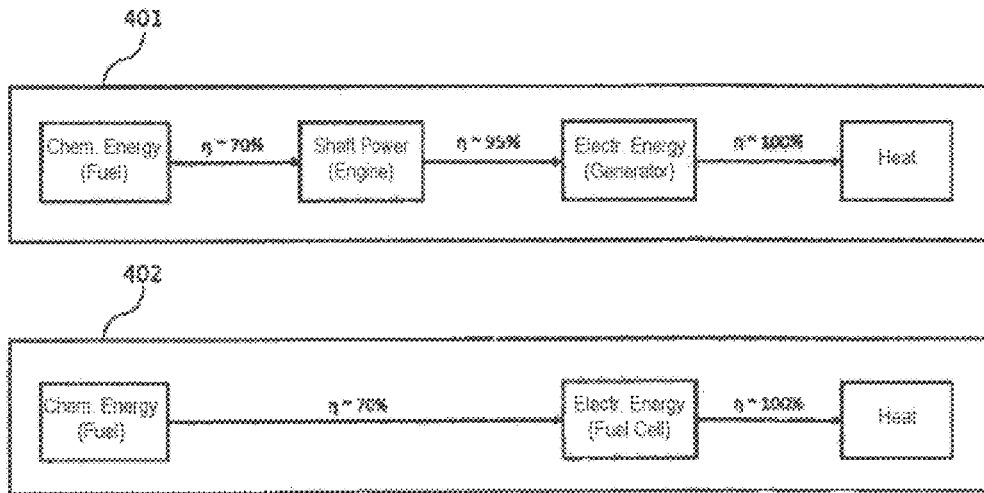 401
Chem. Energy
(Fuel)
η ~ 70%
Shaft Power
(Engine)
η ~ 95%
Electr. Energy
(Generator)
η ~ 100%
Heat
402
Chem. Energy
(Fuel)
η ~ 70%
Electr. Energy
(Fuel Cell)
η ~ 100%
Heat